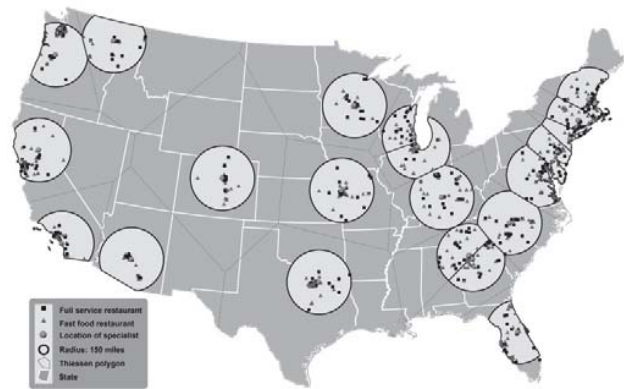 Full service restaurant
Fast food restaurant
Location of specialist
Radius: 150 miles
Thiessen polygon
State